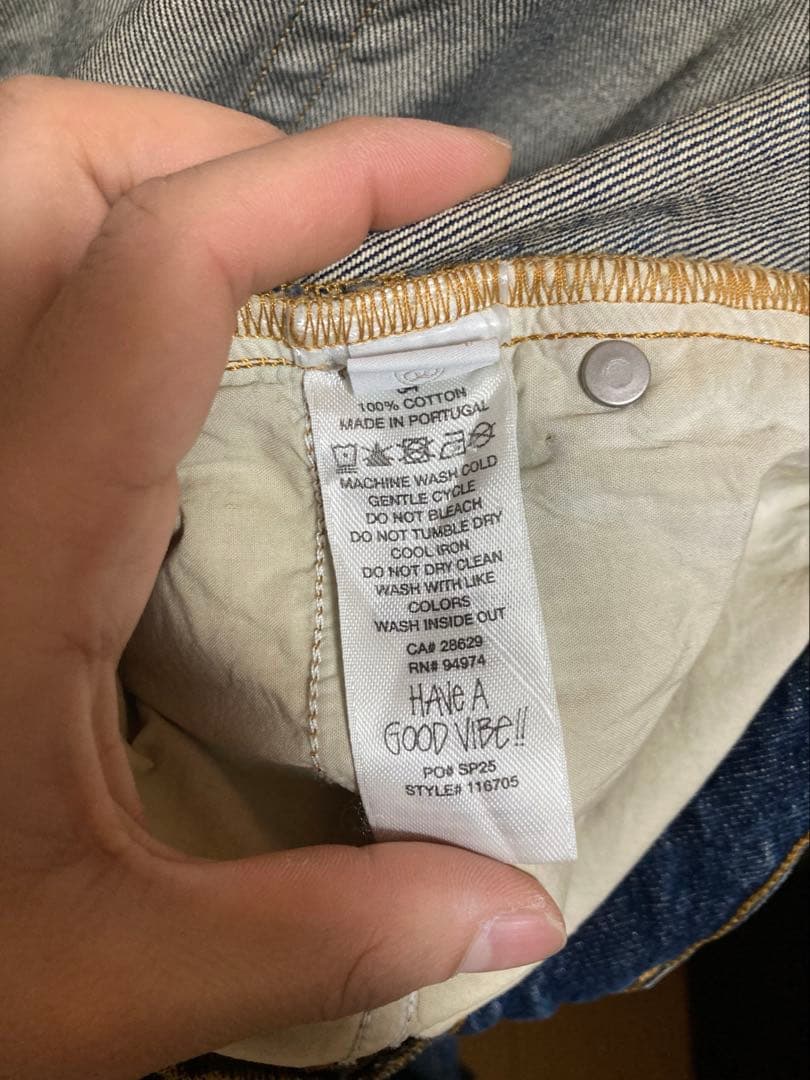 100% COTTON
MADE IN PORTUGAL
MACHINE WASH COLD
GENTLE CYCLE
DO NOT BLEACH
DO NOT TUMBLE DRY
COOL IRON
DO NOT DRY CLEAN
WASH WITH LIKE
COLORS
WASH INSIDE OUT
CA# 28629
RN# 94974
HAVE A
GOOD VIBE!!
PO# SP25
STYLE# 116705